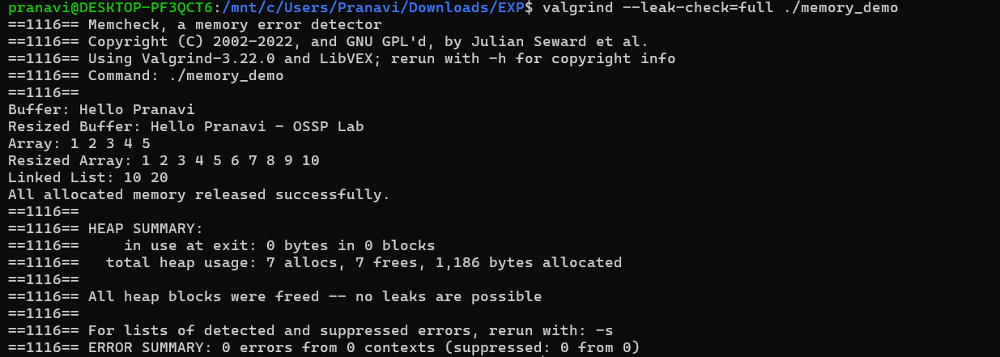 pranavi@DESKTOP-PF3QCT6:/mnt/c/Users/Pranavi/Downloads/EXP$ valgrind --leak-check=full ./memory_demo
==1116== Memcheck, a memory error detector
==1116== Copyright (C) 2002-2022, and GNU GPL'd, by Julian Seward et al.
==1116== Using Valgrind-3.22.0 and LibVEX; rerun with -h for copyright info
==1116== Command: ./memory_demo
==1116==
Buffer: Hello Pranavi
Resized Buffer: Hello Pranavi - OSSP Lab
Array: 1 2 3 4 5
Resized Array: 1 2 3 4 5 6 7 8 9 10
Linked List: 10 20
All allocated memory released successfully.
==1116==
==1116== HEAP SUMMARY:
==1116==     in use at exit: 0 bytes in 0 blocks
==1116==   total heap usage: 7 allocs, 7 frees, 1,186 bytes allocated
==1116==
==1116== All heap blocks were freed -- no leaks are possible
==1116==
==1116== For lists of detected and suppressed errors, rerun with: -s
==1116== ERROR SUMMARY: 0 errors from 0 contexts (suppressed: 0 from 0)